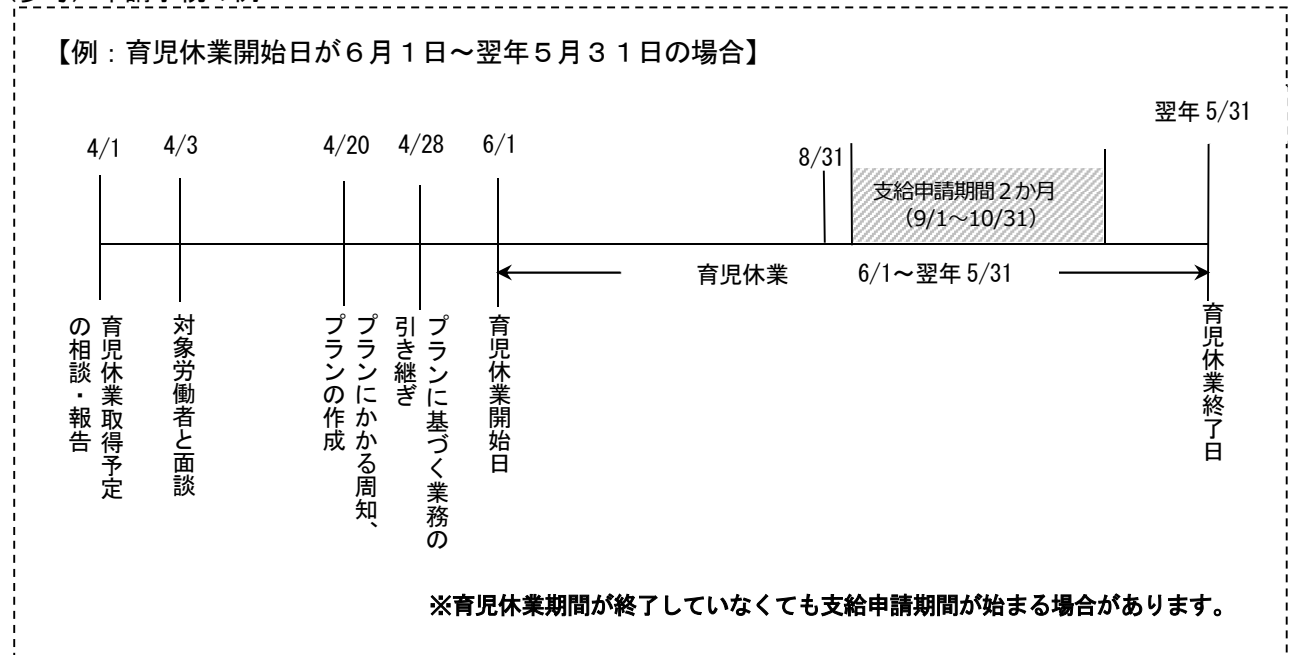 【例：育児休業開始日が６月１日～翌年５月３１日の場合】
翌年 5/31
4/1
4/3
4/20
4/28
6/1
8/31
支給申請期間２か月
（9/1～10/31）
育児休業　6/1～翌年 5/31
育児休業取得予定
の相談・報告
対象労働者と面談
プランにかかる周知、
プランの作成
プランに基づく業務の
引き継ぎ
育児休業開始日
育児休業終了日
※育児休業期間が終了していなくても支給申請期間が始まる場合があります。